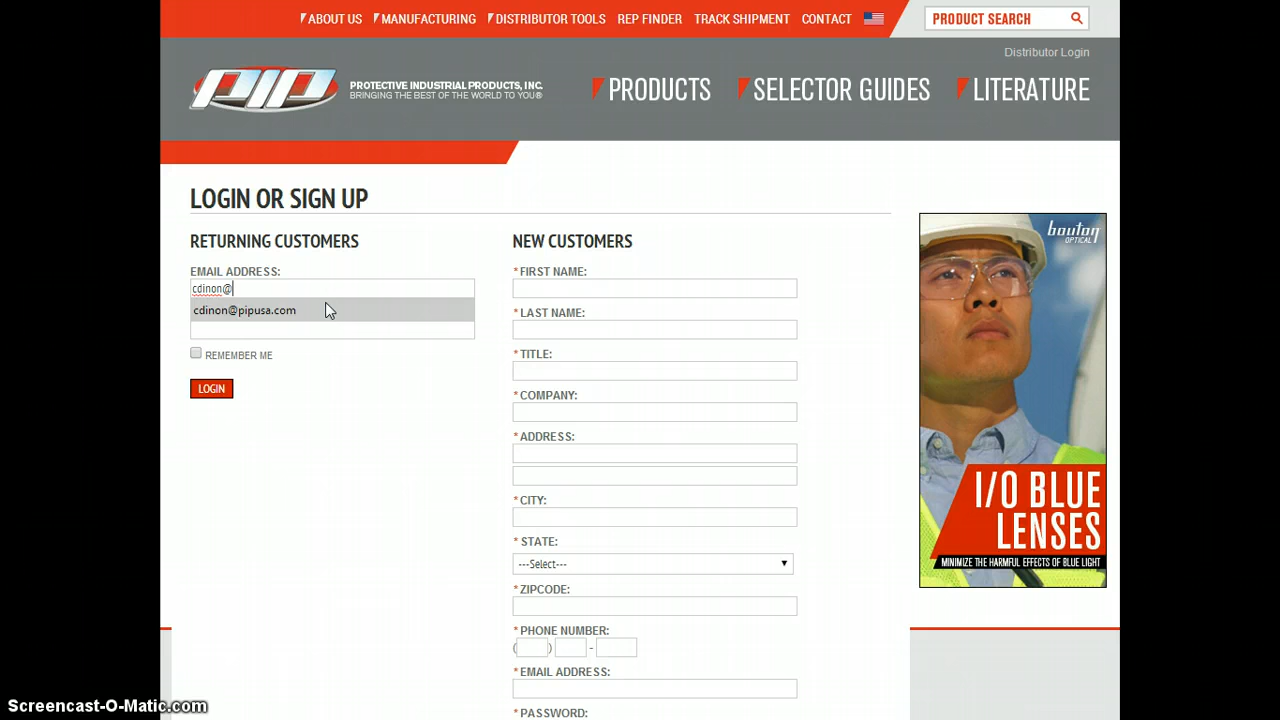 ABOUT US MANUFACTURING DISTRIBUTOR TOOLS REP FINDER TRACK SHIPMENT CONTACT PRODUCT SEARCH
Distributor Login
PIP PROTECTIVE INDUSTRIAL PRODUCTS, INC.
BRINGING THE BEST OF THE WORLD TO YOU®
PRODUCTS SELECTOR GUIDES LITERATURE
LOGIN OR SIGN UP
RETURNING CUSTOMERS
EMAIL ADDRESS:
cdinon@
cdinon@pipusa.com
REMEMBER ME
LOGIN
NEW CUSTOMERS
*FIRST NAME:
*LAST NAME:
*TITLE:
*COMPANY:
*ADDRESS:
*CITY:
*STATE:
---Select---
*ZIPCODE:
*PHONE NUMBER:
( ) -
*EMAIL ADDRESS:
*PASSWORD:
bouton
OPTICAL
I/O BLUE
LENSES
MINIMIZE THE HARMFUL EFFECTS OF BLUE LIGHT
Screencast-O-Matic.com